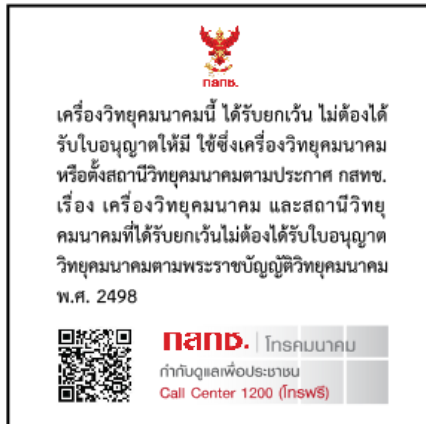 กสทช.
เครื่องวิทยุคมนาคมนี้ ได้รับยกเว้น ไม่ต้องได้
รับใบอนุญาตให้มี ใช้ซึ่งเครื่องวิทยุคมนาคม
หรือตั้งสถานีวิทยุคมนาคมตามประกาศ กสทช.
เรื่อง เครื่องวิทยุคมนาคม และสถานีวิทยุ
คมนาคมที่ได้รับยกเว้นไม่ต้องได้รับใบอนุญาต
วิทยุคมนาคมตามพระราชบัญญัติวิทยุคมนาคม
พ.ศ. 2498
กสทช. | โทรคมนาคม
กำกับดูแลเพื่อประชาชน
Call Center 1200 (โทรฟรี)